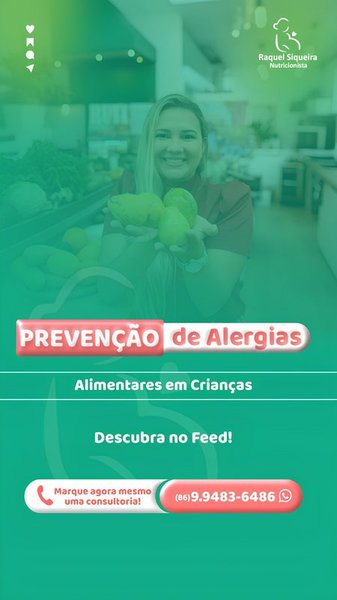 Raquel Siqueira
Nutricionista
PREVENÇÃO de Alergias
Alimentares em Crianças
Descubra no Feed!
Marque agora mesmo
uma consultoria!
(86)9.9483-6486